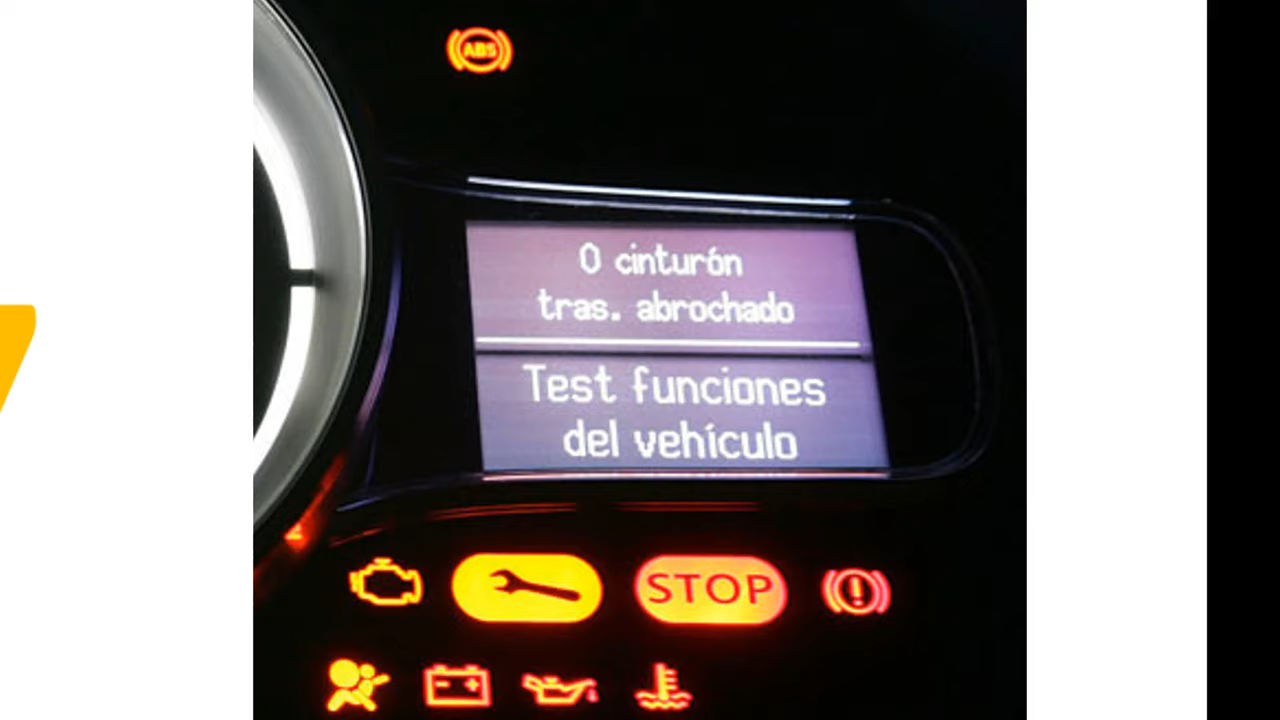 ABS
0 cinturón
tras. abrochado
Test funciones
del vehículo
STOP